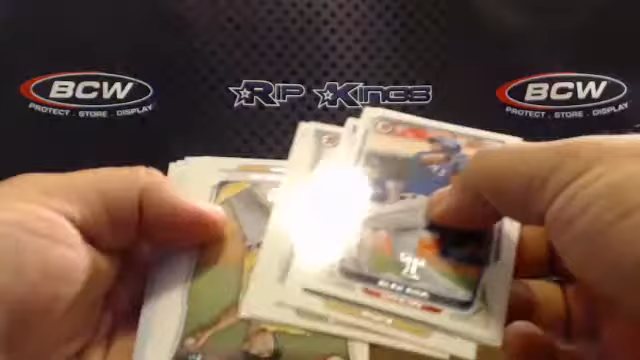 BCW
PROTECT . STORE . DISPLAY
RIP KINGS
BCW
PROTECT . STORE . DISPLAY